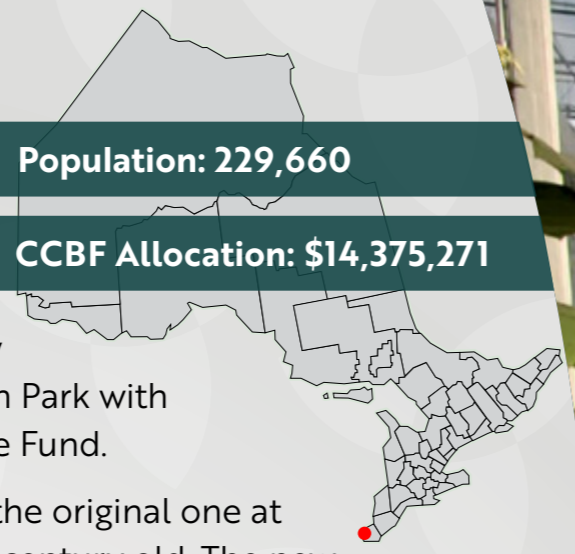 Population: 229,660
CCBF Allocation: $14,375,271
Park with
Fund.
the original one at